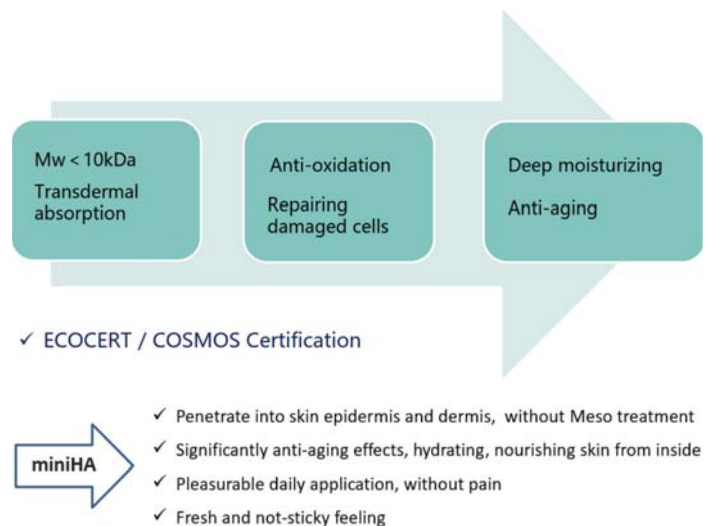 Mw < 10kDa
Transdermal
absorption
Anti-oxidation
Repairing
damaged cells
Deep moisturizing
Anti-aging
✓ ECOCERT / COSMOS Certification
miniHA
✓ Penetrate into skin epidermis and dermis, without Meso treatment
✓ Significantly anti-aging effects, hydrating, nourishing skin from inside
✓ Pleasurable daily application, without pain
✓ Fresh and not-sticky feeling